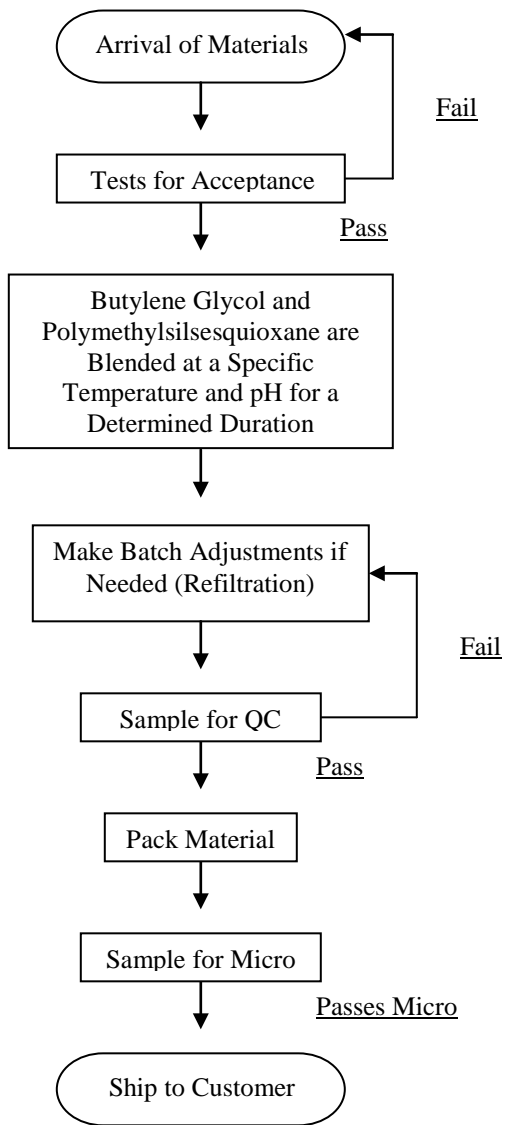 Arrival of Materials
Fail
Tests for Acceptance
Pass
Butylene Glycol and
Polymethylsilsesquioxane are
Blended at a Specific
Temperature and pH for a
Determined Duration
Make Batch Adjustments if
Needed (Refiltration)
Fail
Sample for QC
Pass
Pack Material
Sample for Micro
Passes Micro
Ship to Customer